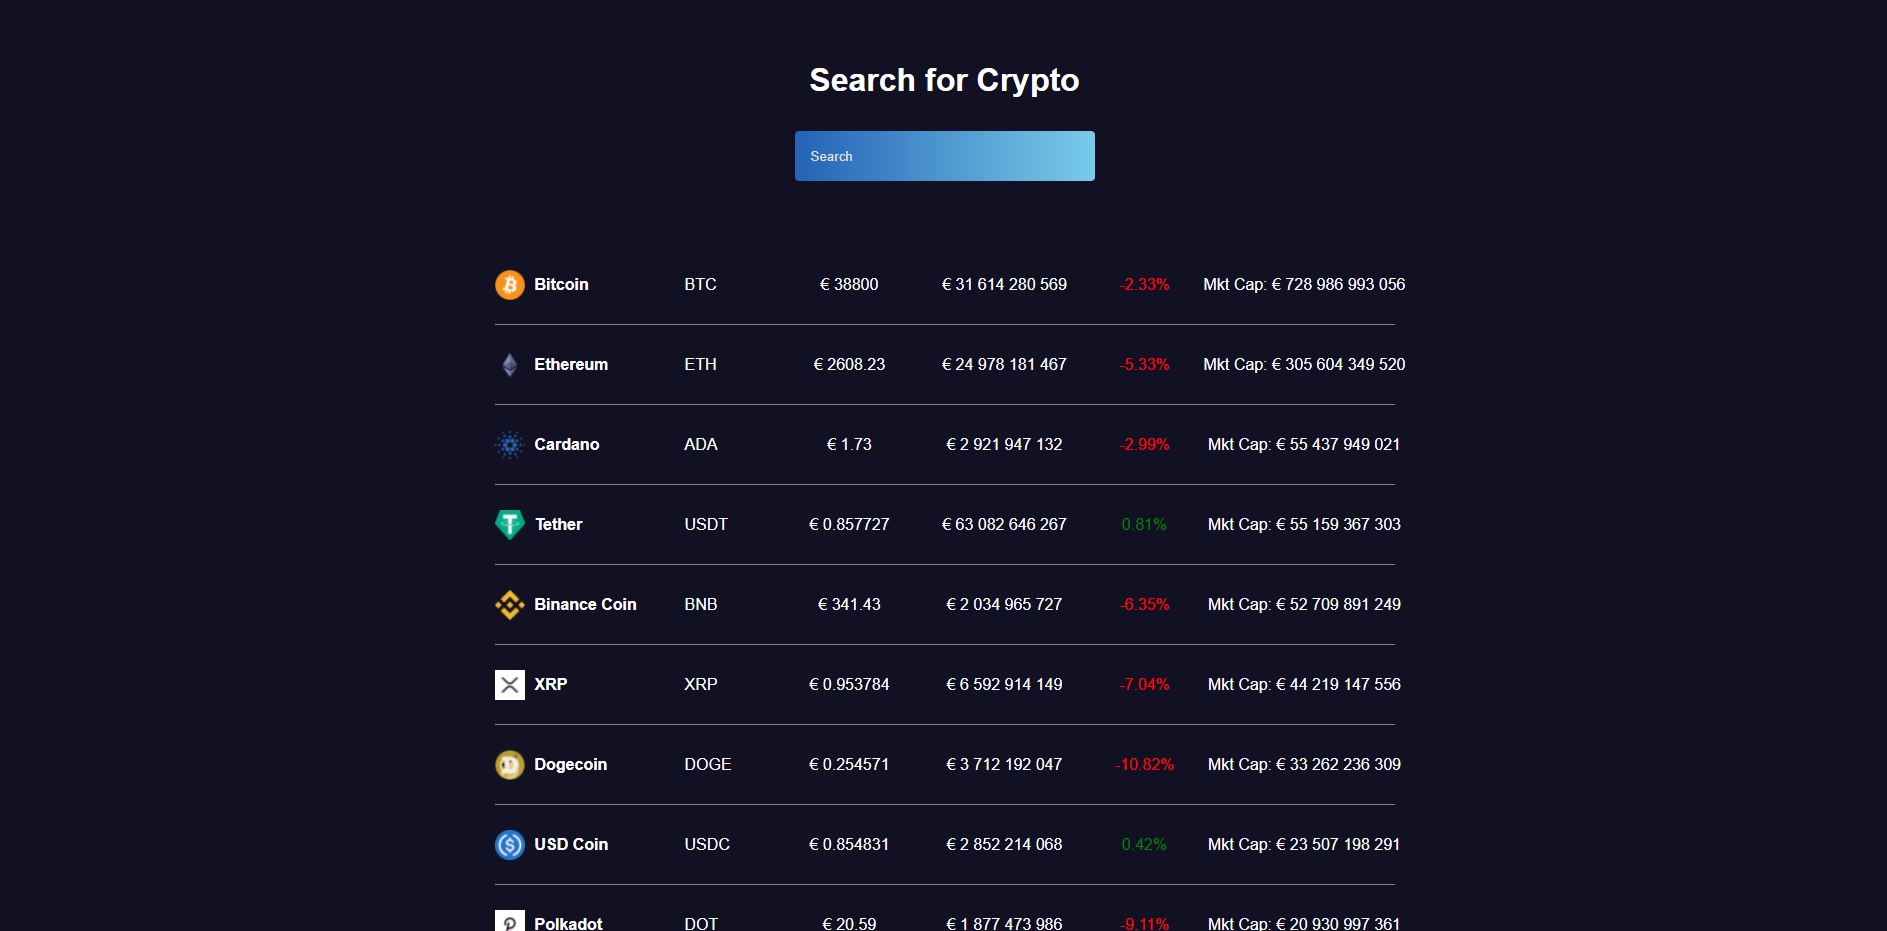 Search for Crypto
Search
Bitcoin BTC € 38800 € 31 614 280 569 -2.33% Mkt Cap: € 728 986 993 056
Ethereum ETH € 2608.23 € 24 978 181 467 -5.33% Mkt Cap: € 305 604 349 520
Cardano ADA € 1.73 € 2 921 947 132 -2.99% Mkt Cap: € 55 437 949 021
Tether USDT € 0.857727 € 63 082 646 267 0.81% Mkt Cap: € 55 159 367 303
Binance Coin BNB € 341.43 € 2 034 965 727 -6.35% Mkt Cap: € 52 709 891 249
XRP XRP € 0.953784 € 6 592 914 149 -7.04% Mkt Cap: € 44 219 147 556
Dogecoin DOGE € 0.254571 € 3 712 192 047 -10.82% Mkt Cap: € 33 262 236 309
USD Coin USDC € 0.854831 € 2 852 214 068 0.42% Mkt Cap: € 23 507 198 291
Polkadot DOT € 20.59 € 1 877 473 986 -9.11% Mkt Cap: € 20 930 997 361